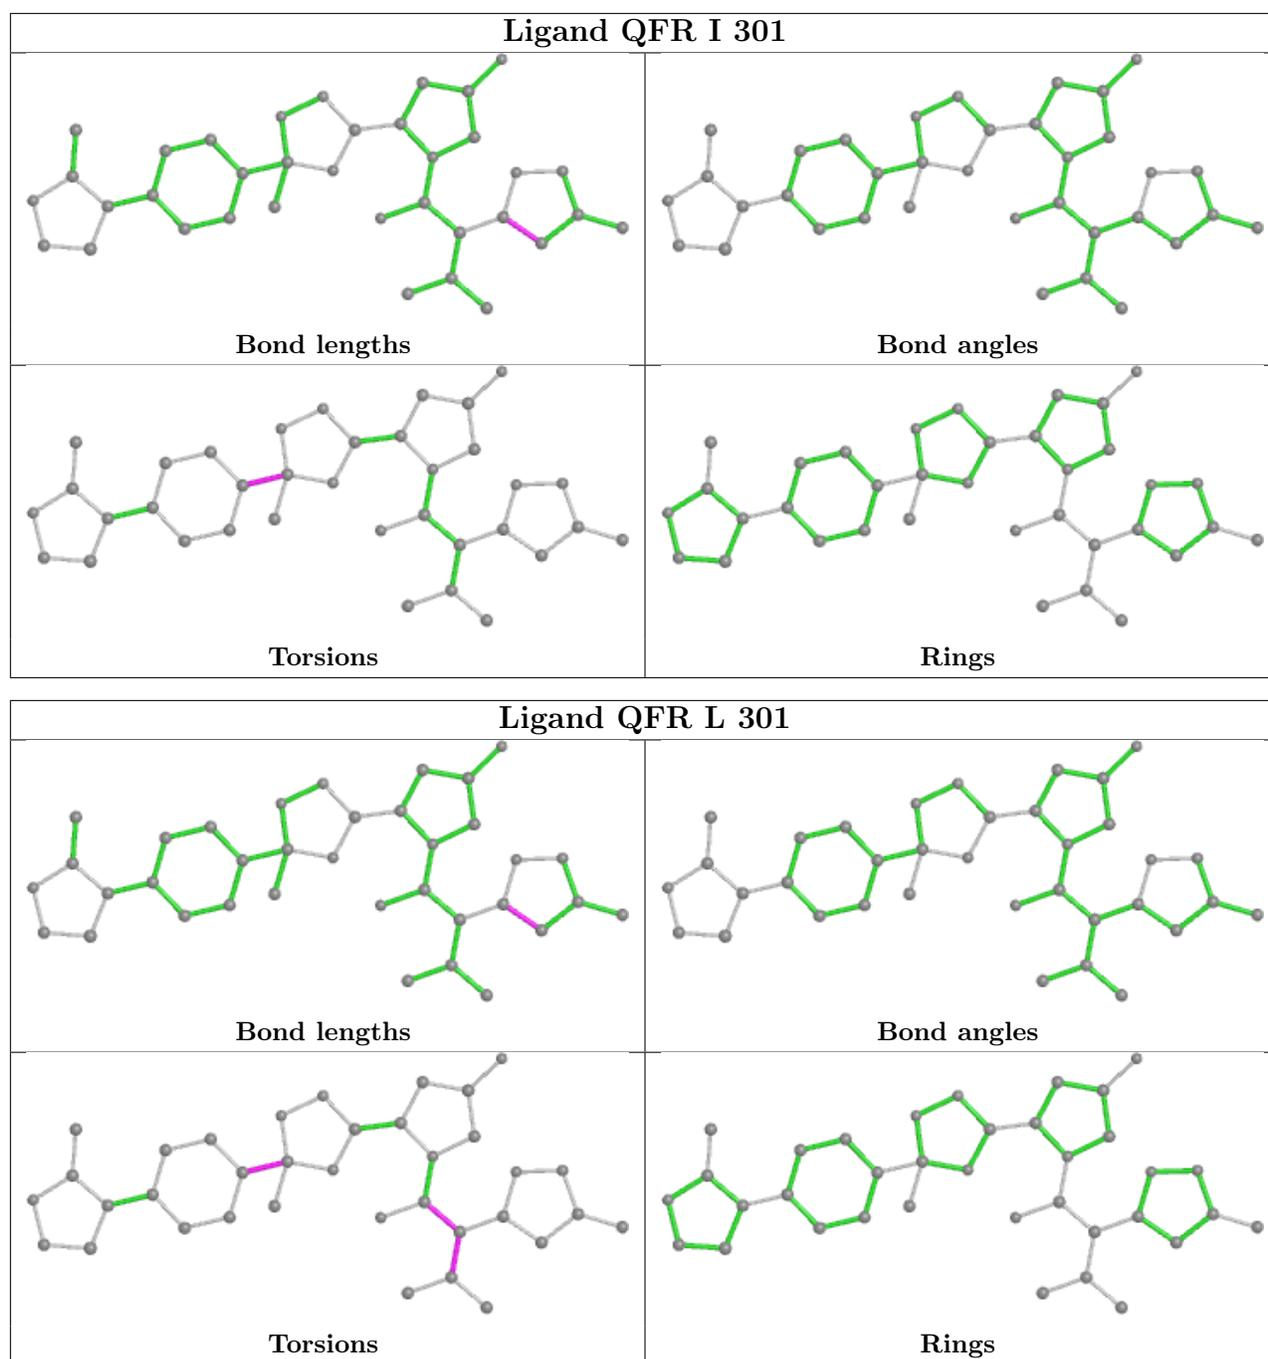 Ligand QFR I 301
Bond lengths
Bond angles
Torsions
Rings
Ligand QFR L 301
Bond lengths
Bond angles
Torsions
Rings